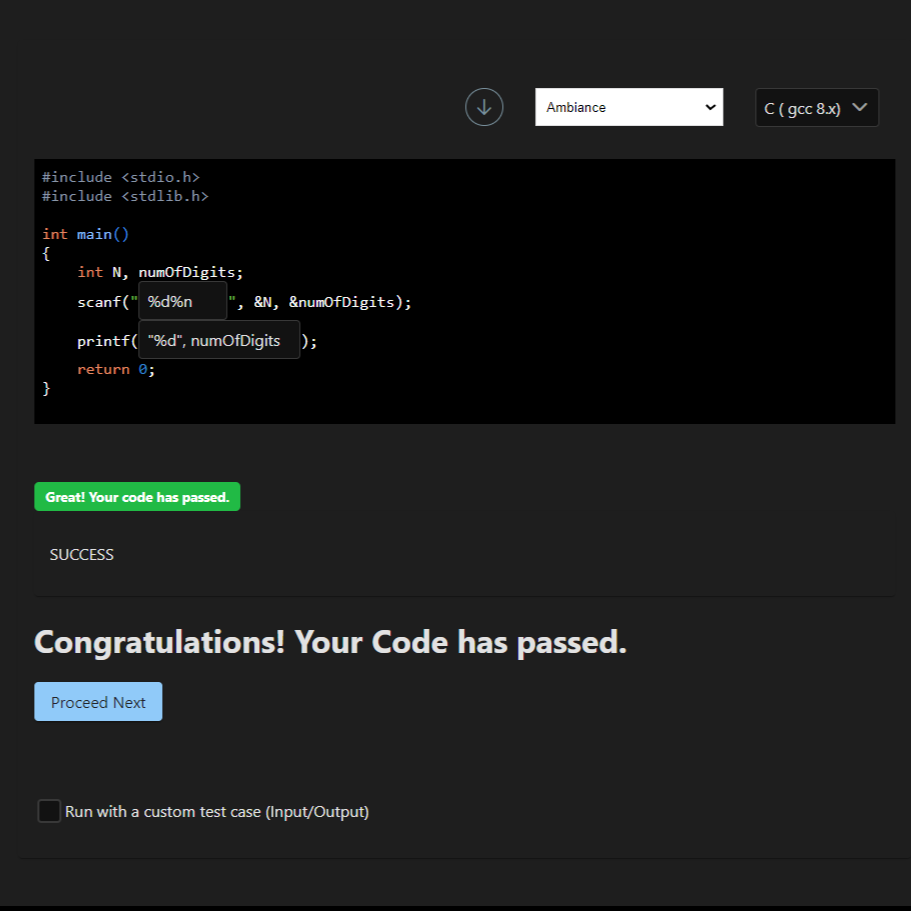 Ambiance
C ( gcc 8.x)
#include <stdio.h>
#include <stdlib.h>
int main()
{
int N, numOfDigits;
scanf("%d%n", &N, &numOfDigits);
printf("%d", numOfDigits);
return 0;
}
Great! Your code has passed.
SUCCESS
Congratulations! Your Code has passed.
Proceed Next
Run with a custom test case (Input/Output)